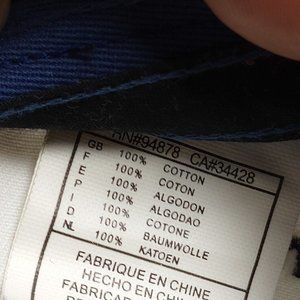 RN#94878 CA#34428
GB 100% COTTON
F 100% COTON
E 100% ALGODON
P 100% ALGODAO
I 100% COTONE
D 100% BAUMWOLLE
NL 100% KATOEN
FABRIQUE EN CHINE
HECHO EN CHINA